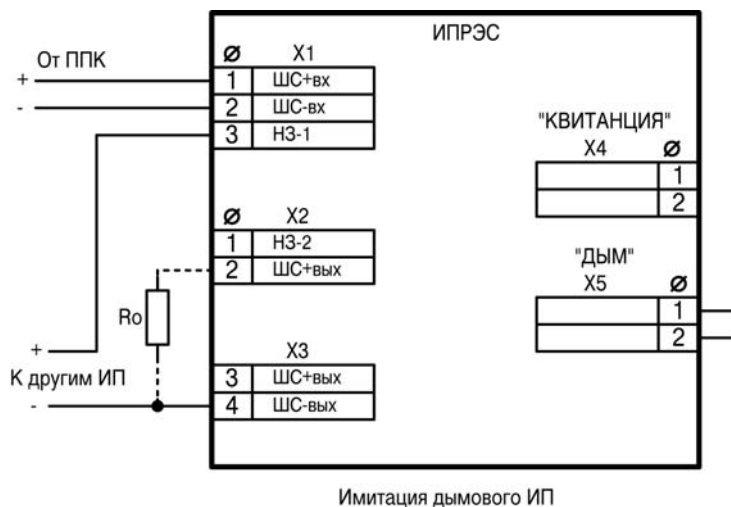 ИПРЭС
От ППК
Ø X1
+ 1 ШС+вх
- 2 ШС-вх
3 НЗ-1
"КВИТАНЦИЯ"
X4 Ø
1
2
Ø X2
1 НЗ-2
2 ШС+вых
"ДЫМ"
X5 Ø
1
2
Ro
+
К другим ИП
-
X3
3 ШС+вых
4 ШС-вых
Имитация дымового ИП